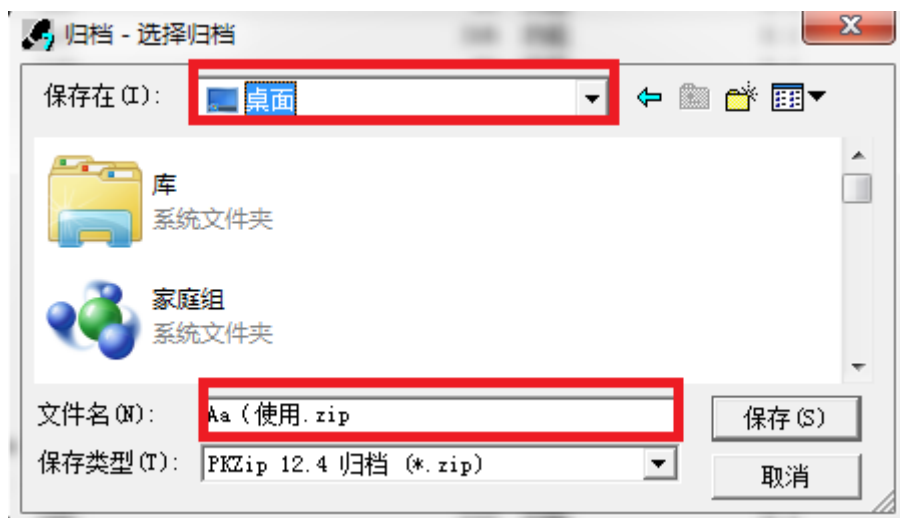 归档 - 选择归档
保存在(I):
桌面
库
系统文件夹
家庭组
系统文件夹
文件名(N):
Aa（使用.zip
保存(S)
保存类型(T):
PKZip 12.4 归档 (*.zip)
取消